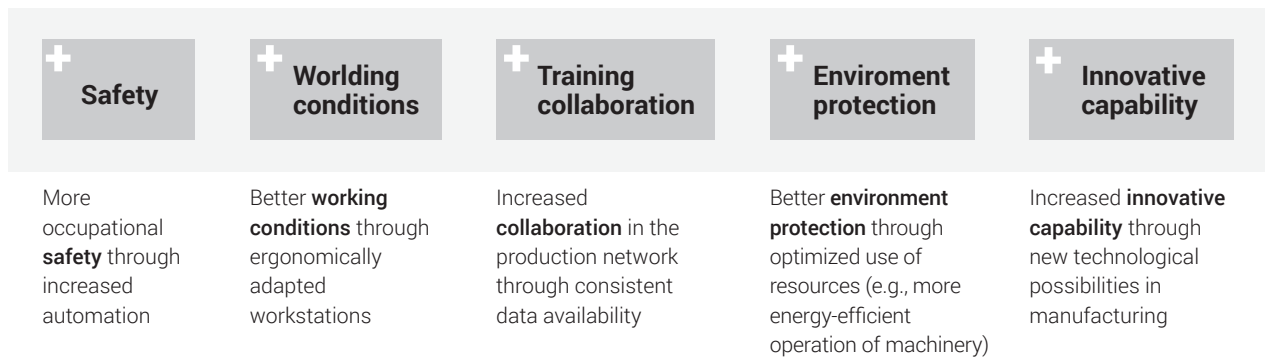 Safety
Worlding
conditions
Training
collaboration
Enviroment
protection
Innovative
capability
More
occupational
safety through
increased
automation
Better working
conditions through
ergonomically
adapted
workstations
Increased
collaboration in the
production network
through consistent
data availability
Better environment
protection through
optimized use of
resources (e.g., more
energy-efficient
operation of machinery)
Increased innovative
capability through
new technological
possibilities in
manufacturing